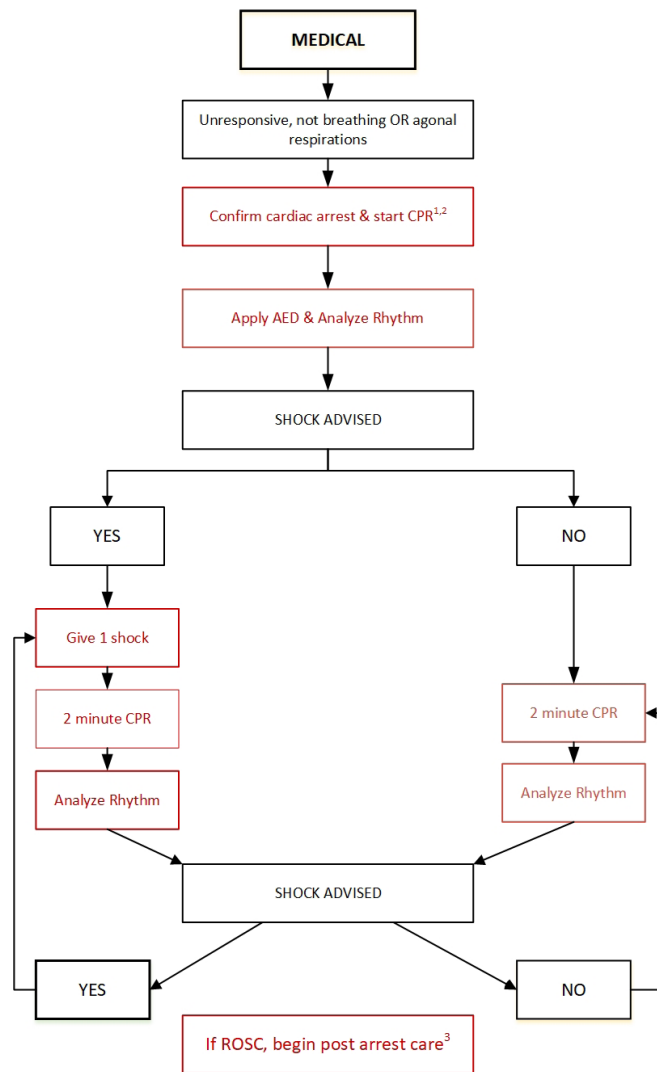 MEDICAL
Unresponsive, not breathing OR agonal
respirations
Confirm cardiac arrest & start CPR1,2
Apply AED & Analyze Rhythm
SHOCK ADVISED
YES
NO
Give 1 shock
2 minute CPR
2 minute CPR
Analyze Rhythm
Analyze Rhythm
SHOCK ADVISED
YES
NO
If ROSC, begin post arrest care3